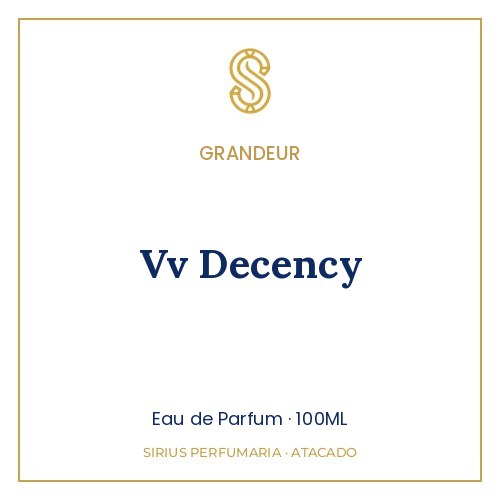 GRANDEUR
Vv Decency
Eau de Parfum · 100ML
SIRIUS PERFUMARIA · ATACADO